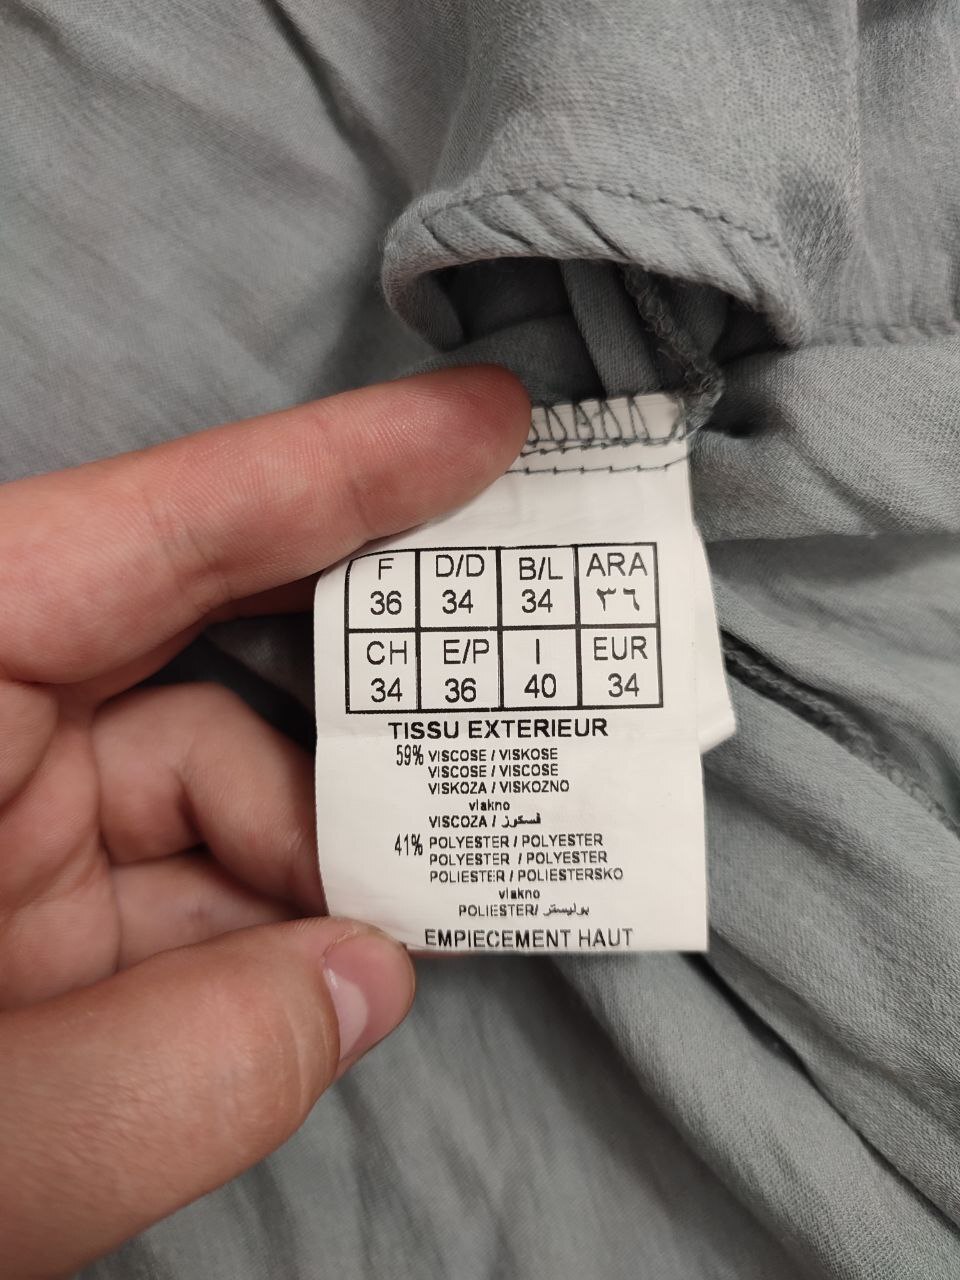 F D/D B/L ARA
36 34 34 ٣٦
CH E/P I EUR
34 36 40 34
TISSU EXTERIEUR
59% VISCOSE / VISKOSE
VISCOSE / VISCOSE
VISKOZA / VISKOZNO
vlakno
VISCOZA / فسكوز
41% POLYESTER / POLYESTER
POLYESTER / POLYESTER
POLIESTER / POLIESTERSKO
vlakno
POLIESTER/ بوليستر
EMPIECEMENT HAUT